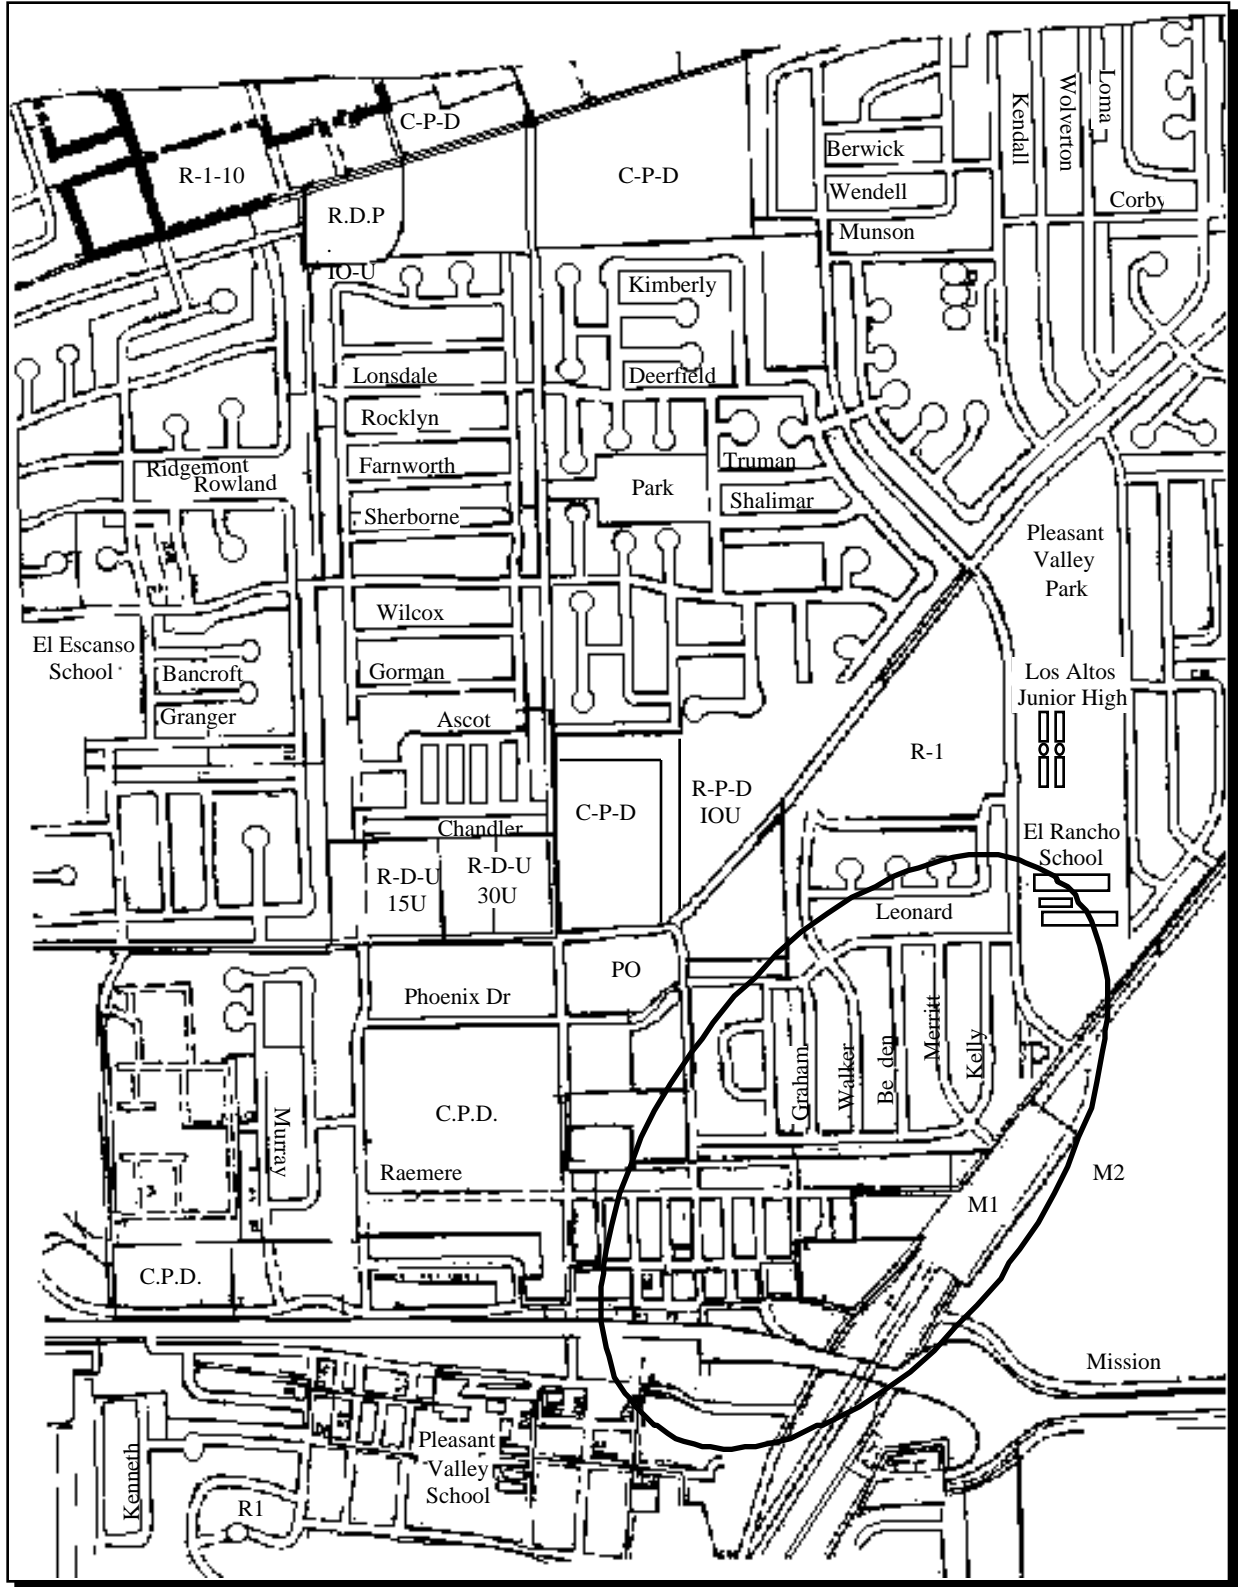 Loma
Wolverton
Kendall
C-P-D
Berwick
R-1-10
C-P-D
Wendell
Corby
R.D.P
Munson
IO-U
Kimberly
Lonsdale
Deerfield
Rocklyn
Truman
Farnworth
Ridgemont
Rowland
Park
Shalimar
Sherborne
Pleasant
Valley
Park
Wilcox
El Escanso
School
Bancroft
Gorman
Los Altos
Junior High
Granger
Ascot
R-1
R-P-D
IOU
C-P-D
Chandler
El Rancho
School
R-D-U
15U
R-D-U
30U
Leonard
PO
Phoenix Dr
Graham
Walker
Be den
Merritt
Kelly
C.P.D.
Murray
Raemere
M2
M1
C.P.D.
Mission
Pleasant
Valley
School
Kenneth
R1